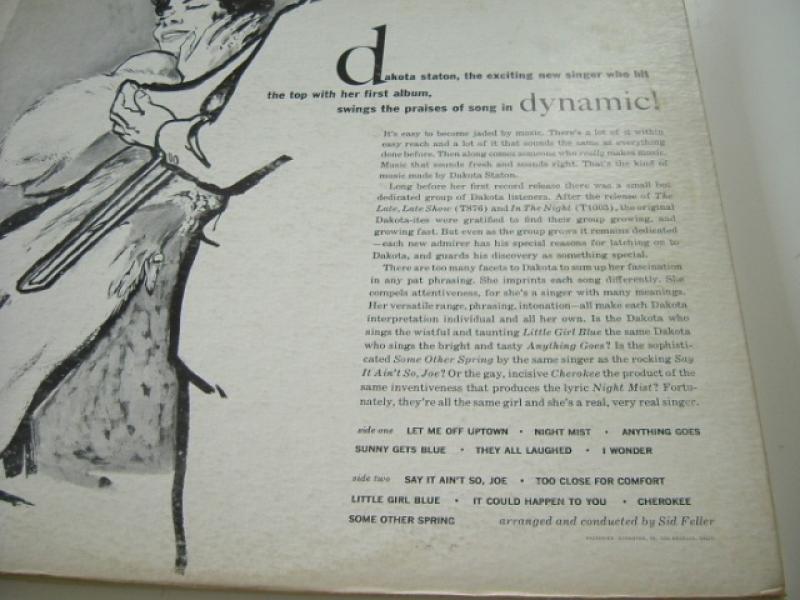 dakota staton, the exciting new singer who hit
the top with her first album,
swings the praises of song in dynamic!
It's easy to become jaded by music. There's a lot of it within
easy reach and a lot of it that sounds the same as everything
done before. Then along comes someone who really makes music.
Music that sounds fresh and sounds right. That's the kind of
music made by Dakota Staton.
Long before her first record release there was a small but
dedicated group of Dakota listeners. After the release of The
Late, Late Show (T876) and In The Night (T1003), the original
Dakota-ites were gratified to find their group growing, and
growing fast. But even as the group grows it remains dedicated
—each new admirer has his special reasons for latching on to
Dakota, and guards his discovery as something special.
There are too many facets to Dakota to sum up her fascination
in any pat phrasing. She imprints each song differently. She
compels attentiveness, for she's a singer with many meanings.
Her versatile range, phrasing, intonation—all make each Dakota
interpretation individual and all her own. Is the Dakota who
sings the wistful and taunting Little Girl Blue the same Dakota
who sings the bright and tasty Anything Goes? Is the sophisti-
cated Some Other Spring by the same singer as the rocking Say
It Ain't So, Joe? Or the gay, incisive Cherokee the product of the
same inventiveness that produces the lyric Night Mist? Fortu-
nately, they're all the same girl and she's a real, very real singer.
side one LET ME OFF UPTOWN • NIGHT MIST • ANYTHING GOES
SUNNY GETS BLUE • THEY ALL LAUGHED • I WONDER
side two SAY IT AIN'T SO, JOE • TOO CLOSE FOR COMFORT
LITTLE GIRL BLUE • IT COULD HAPPEN TO YOU • CHEROKEE
SOME OTHER SPRING arranged and conducted by Sid Feller